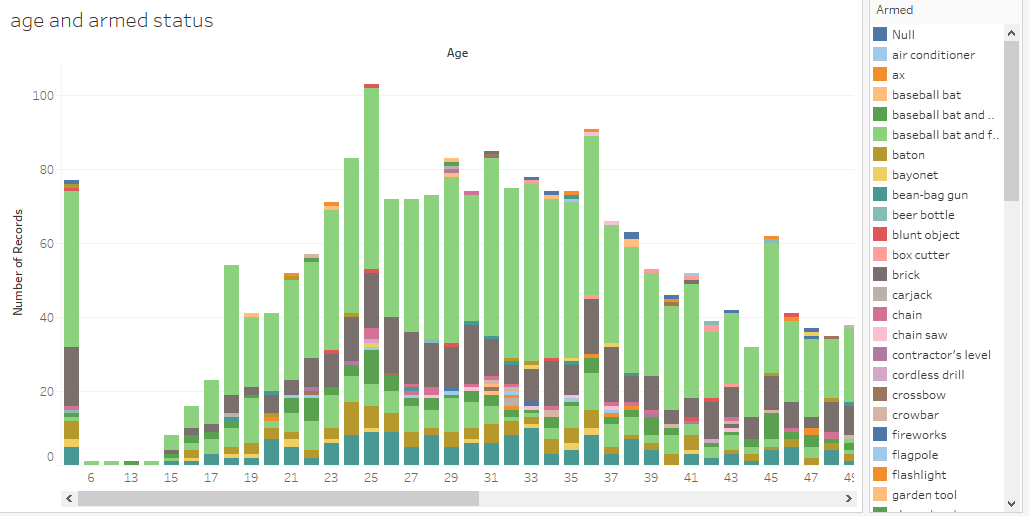 age and armed status
Age
Number of Records
100
80
60
40
20
0
6 13 15 17 19 21 23 25 27 29 31 33 35 37 39 41 43 45 47
Armed
Null
air conditioner
ax
baseball bat
baseball bat and ..
baseball bat and f..
baton
bayonet
bean-bag gun
beer bottle
blunt object
box cutter
brick
carjack
chain
chain saw
contractor's level
cordless drill
crossbow
crowbar
fireworks
flagpole
flashlight
garden tool